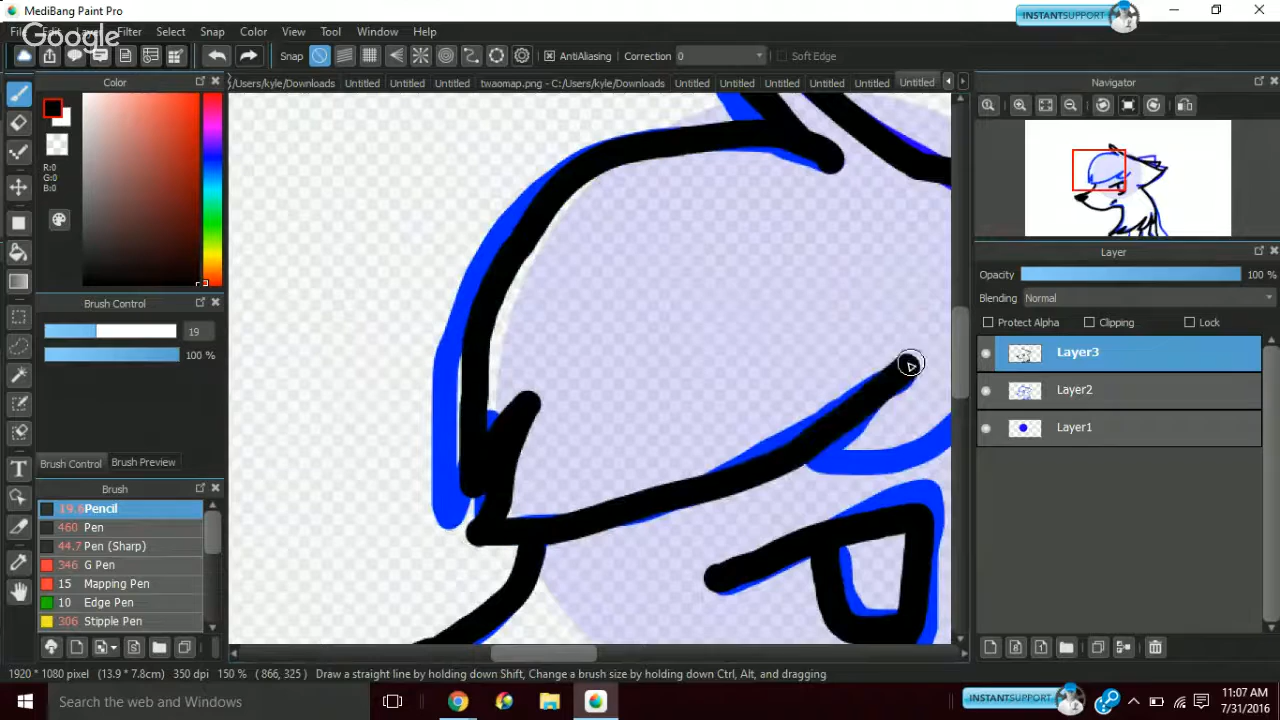 MediBang Paint Pro
INSTANTSUPPORT
File Edit Layer Filter Select Snap Color View Tool Window Help
Google
Snap AntiAliasing Correction 0 Soft Edge
Color
/Users/kyle/Downloads Untitled Untitled Untitled twaomap.png - C:/Users/kyle/Downloads Untitled Untitled Untitled Untitled Untitled Untitled
Navigator
R:0
G:0
B:0
Layer
Opacity 100 %
Blending Normal
Protect Alpha Clipping Lock
Layer3
Layer2
Layer1
Brush Control
19
100 %
Brush Control Brush Preview
Brush
19.6 Pencil
460 Pen
44.7 Pen (Sharp)
346 G Pen
15 Mapping Pen
10 Edge Pen
306 Stipple Pen
1920 * 1080 pixel (13.9 * 7.8cm) 350 dpi 150 % ( 866, 325 ) Draw a straight line by holding down Shift, Change a brush size by holding down Ctrl, Alt, and dragging
Search the web and Windows
INSTANTSUPPORT
11:07 AM
7/31/2016